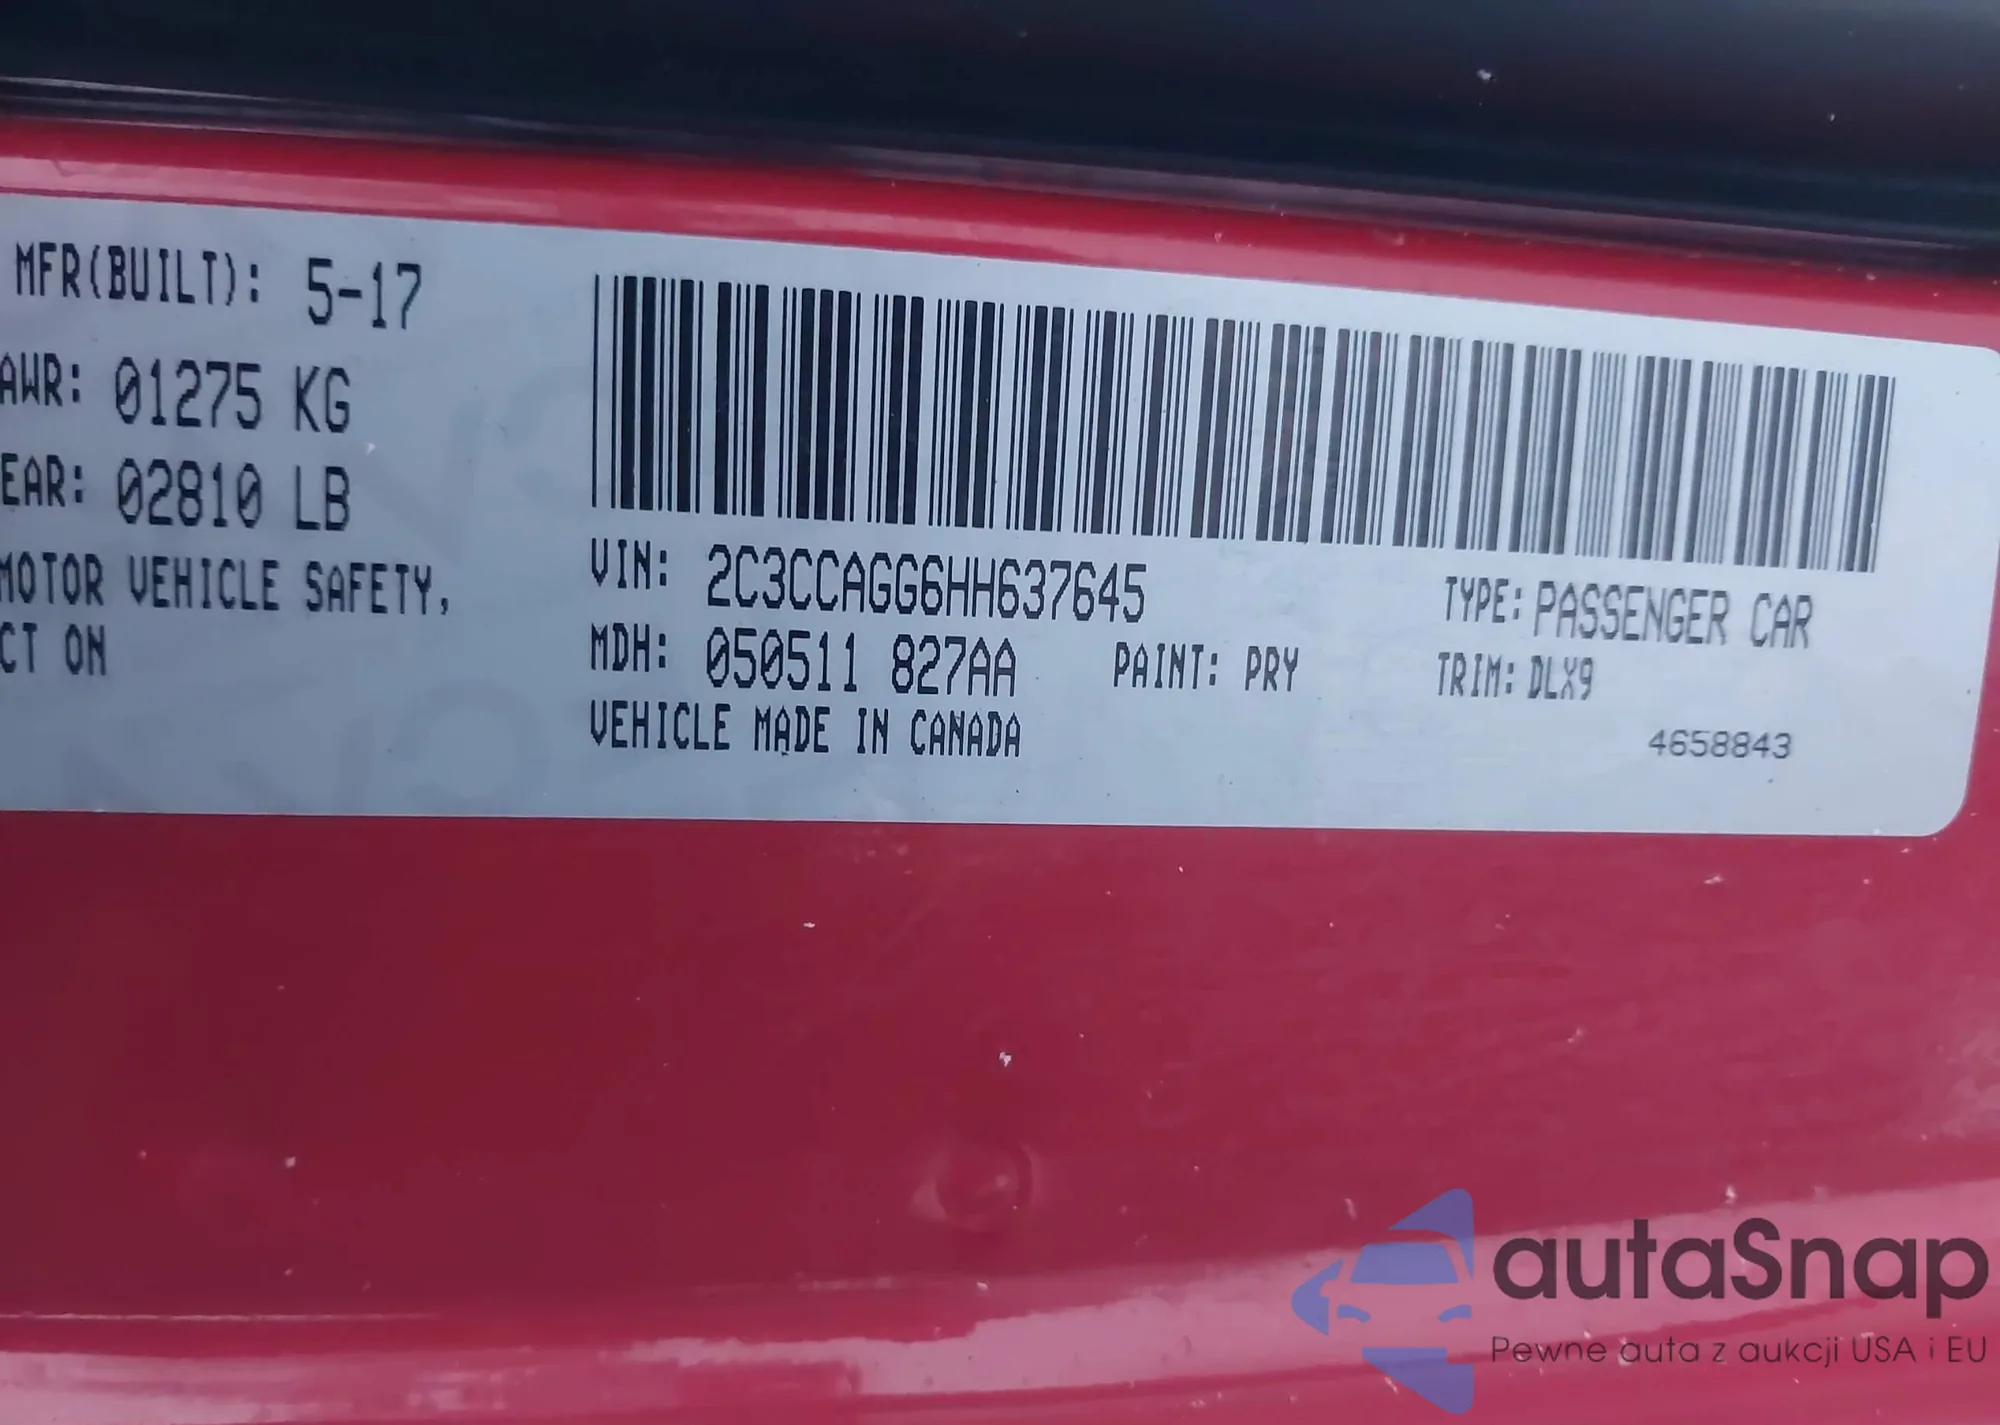 MFR(BUILT): 5-17
AWR: 01275 KG
EAR: 02810 LB
MOTOR VEHICLE SAFETY,
CT ON
VIN: 2C3CCAGG6HH637645
TYPE: PASSENGER CAR
MDH: 050511 827AA
PAINT: PRY
TRIM: DLX9
VEHICLE MADE IN CANADA
4658843
autaSnap
Pewne auta z aukcji USA i EU